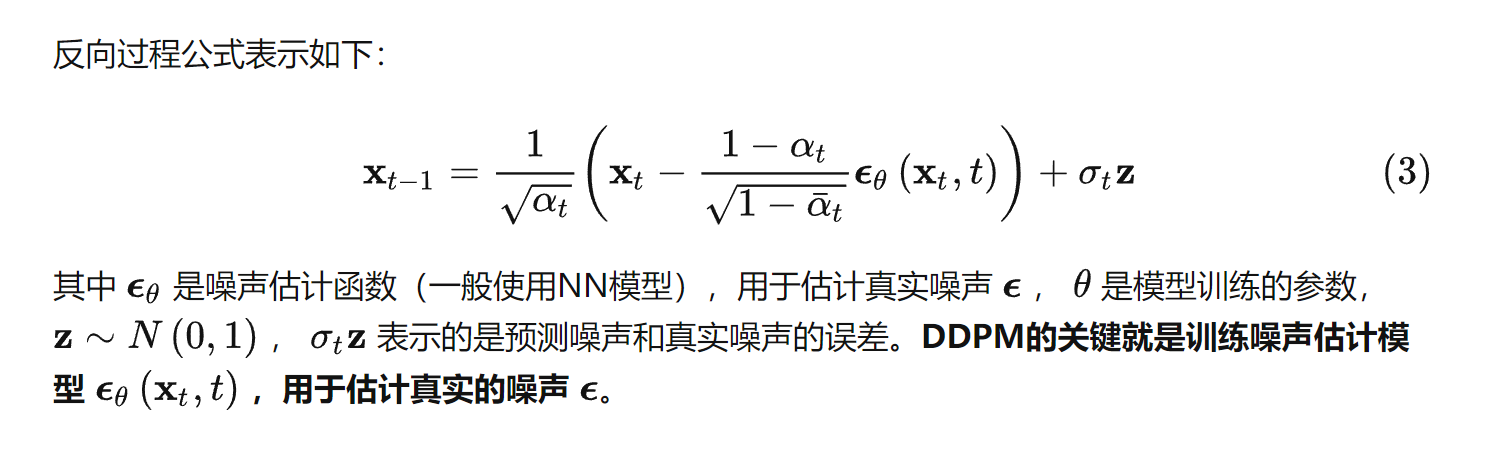 反向过程公式表示如下：
$$\mathbf{x}_{t-1} = \frac{1}{\sqrt{\alpha_t}} \left( \mathbf{x}_t - \frac{1-\alpha_t}{\sqrt{1-\bar{\alpha}_t}} \boldsymbol{\epsilon}_\theta \left( \mathbf{x}_t, t \right) \right) + \sigma_t \mathbf{z} \qquad (3)$$
其中 $\boldsymbol{\epsilon}_\theta$ 是噪声估计函数（一般使用NN模型），用于估计真实噪声 $\boldsymbol{\epsilon}$ ， $\theta$ 是模型训练的参数，
$\mathbf{z} \sim N(0,1)$ ， $\sigma_t \mathbf{z}$ 表示的是预测噪声和真实噪声的误差。DDPM的关键就是训练噪声估计模
型 $\boldsymbol{\epsilon}_\theta \left( \mathbf{x}_t, t \right)$ ，用于估计真实的噪声 $\boldsymbol{\epsilon}$。